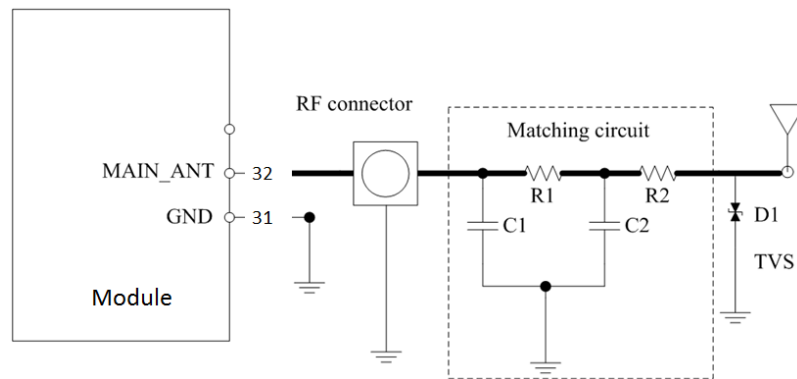 RF connector
Matching circuit
MAIN_ANT
32
R1
R2
GND
31
C1
C2
D1
TVS
Module